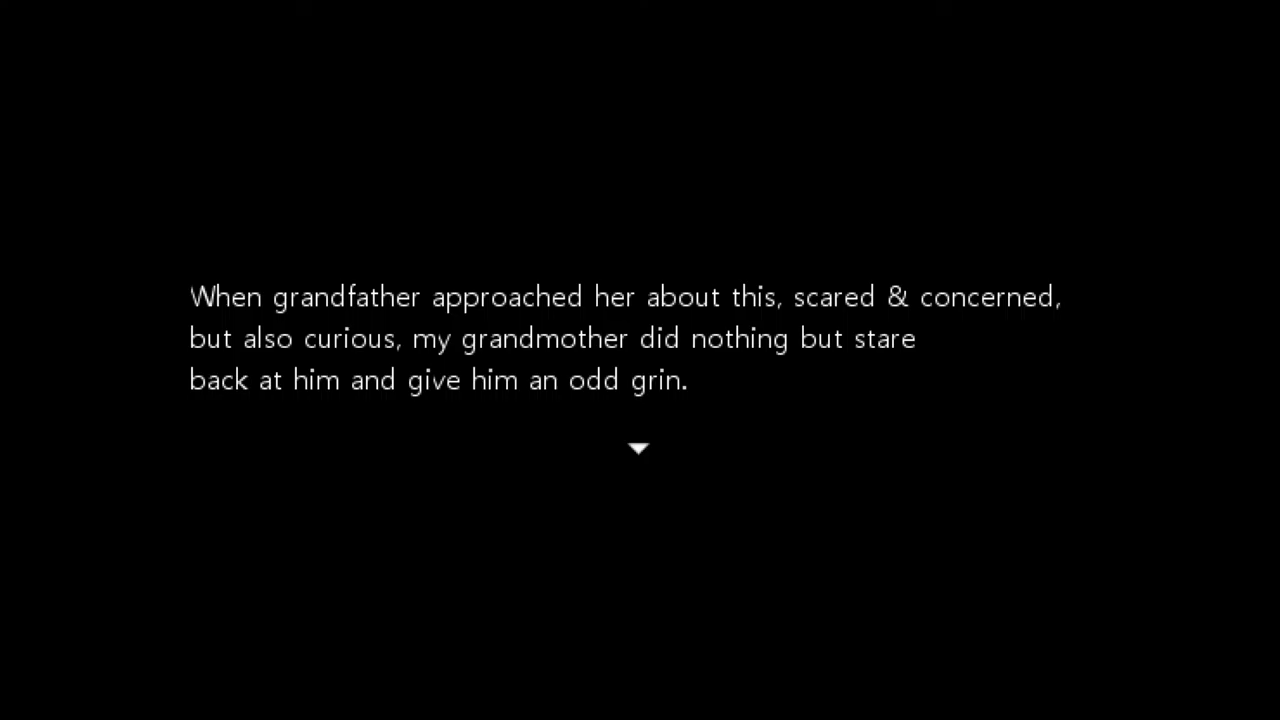 When grandfather approached her about this, scared & concerned,
but also curious, my grandmother did nothing but stare
back at him and give him an odd grin.